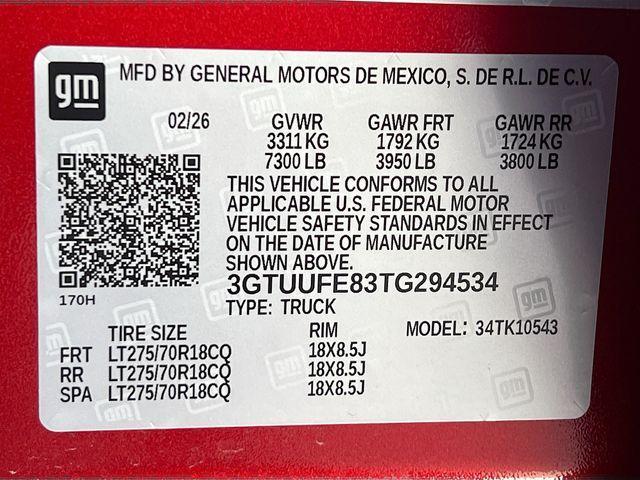 gm
MFD BY GENERAL MOTORS DE MEXICO, S. DE R.L. DE C.V.
02/26 GVWR GAWR FRT GAWR RR
3311 KG 1792 KG 1724 KG
7300 LB 3950 LB 3800 LB
THIS VEHICLE CONFORMS TO ALL
APPLICABLE U.S. FEDERAL MOTOR
VEHICLE SAFETY STANDARDS IN EFFECT
ON THE DATE OF MANUFACTURE
SHOWN ABOVE.
3GTUUFE83TG294534
170H
TYPE: TRUCK
TIRE SIZE RIM MODEL: 34TK10543
FRT LT275/70R18CQ 18X8.5J
RR LT275/70R18CQ 18X8.5J
SPA LT275/70R18CQ 18X8.5J